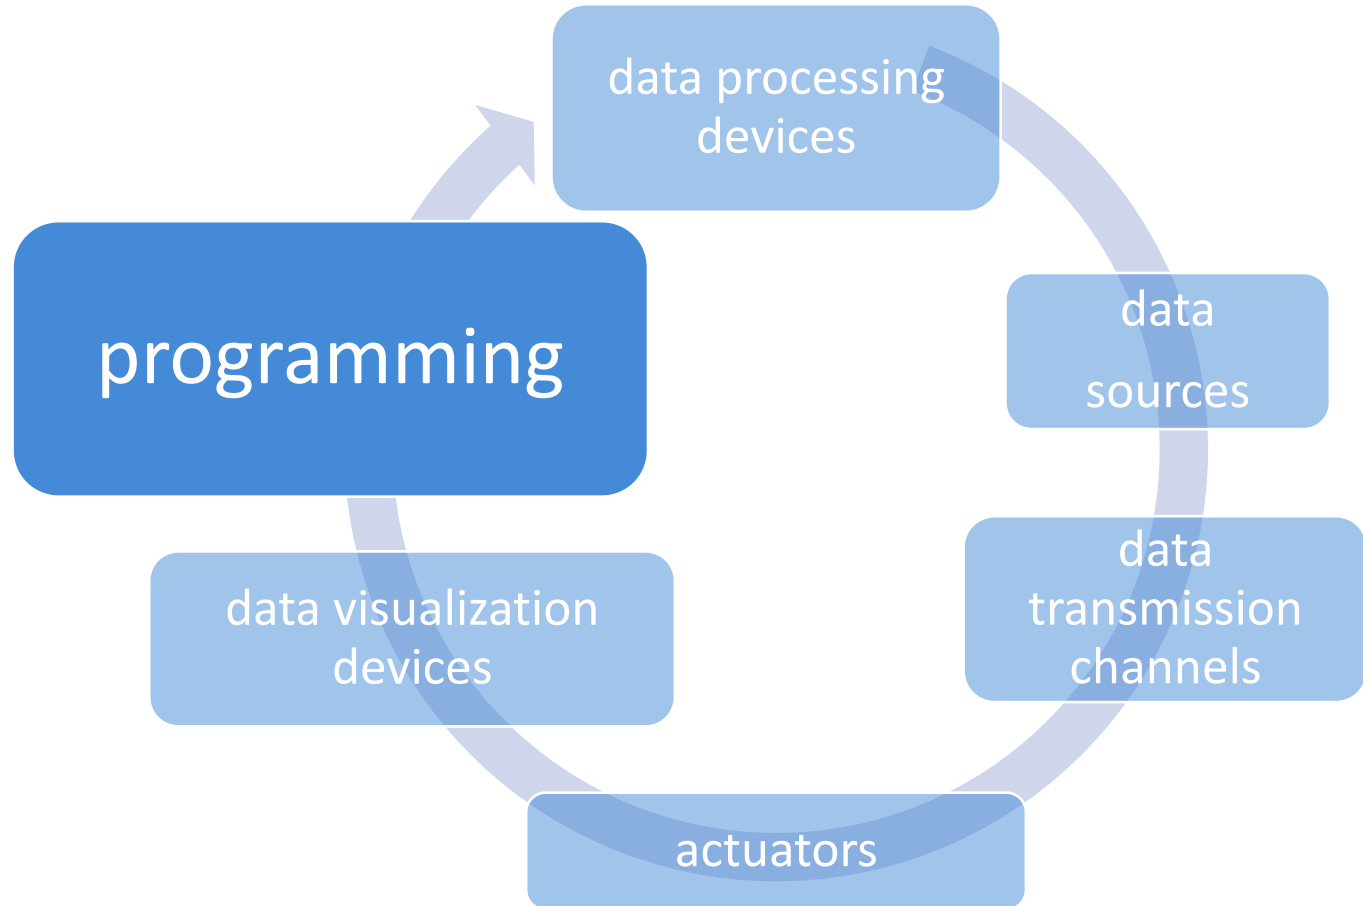 data processing
devices
data
sources
data
transmission
channels
actuators
data visualization
devices
programming